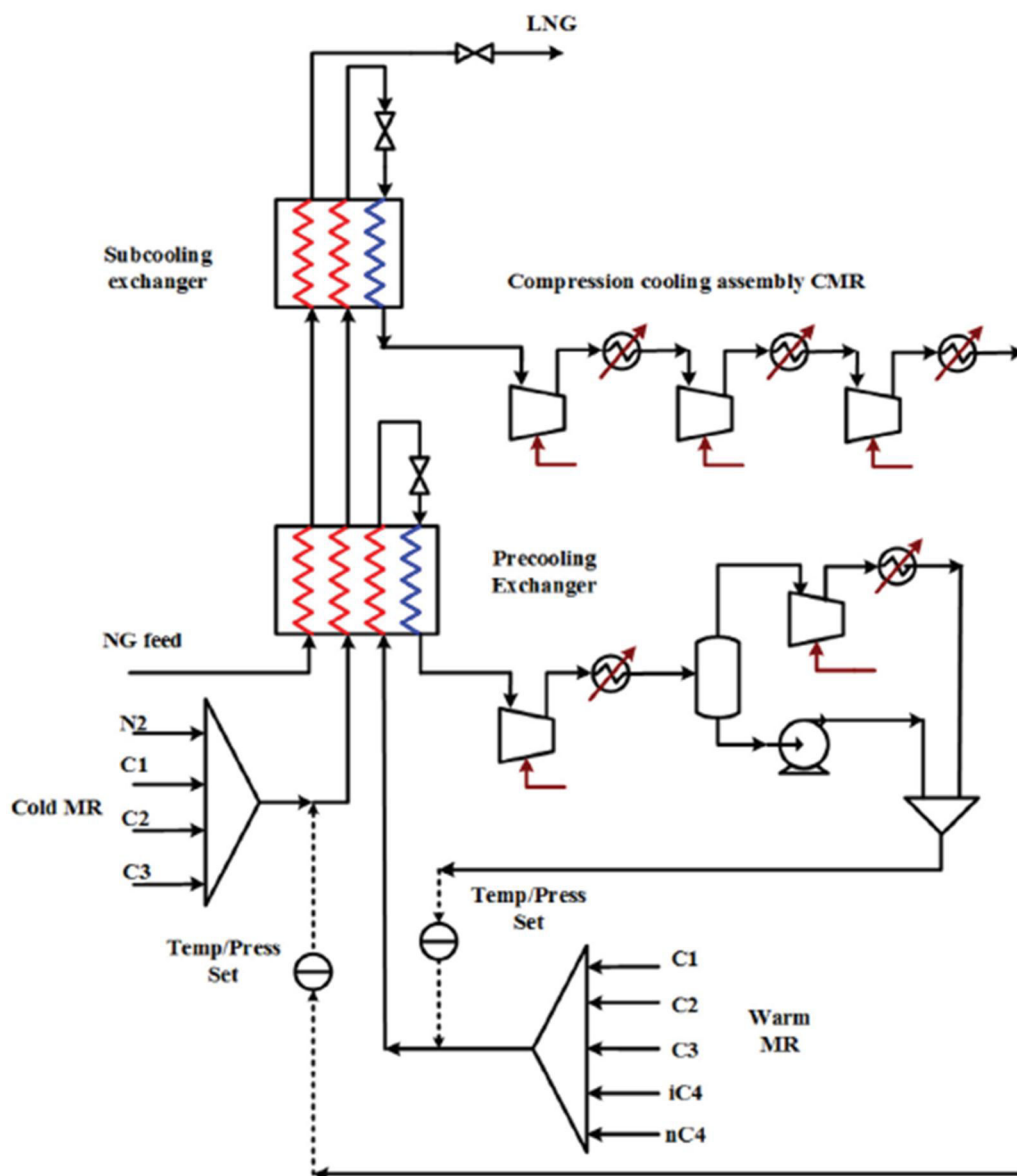 LNG
Subcooling
exchanger
Compression cooling assembly CMR
Precooling
Exchanger
NG feed
N2
C1
Cold MR
C2
C3
Temp/Press
Set
Temp/Press
Set
C1
C2
Warm
MR
C3
iC4
nC4